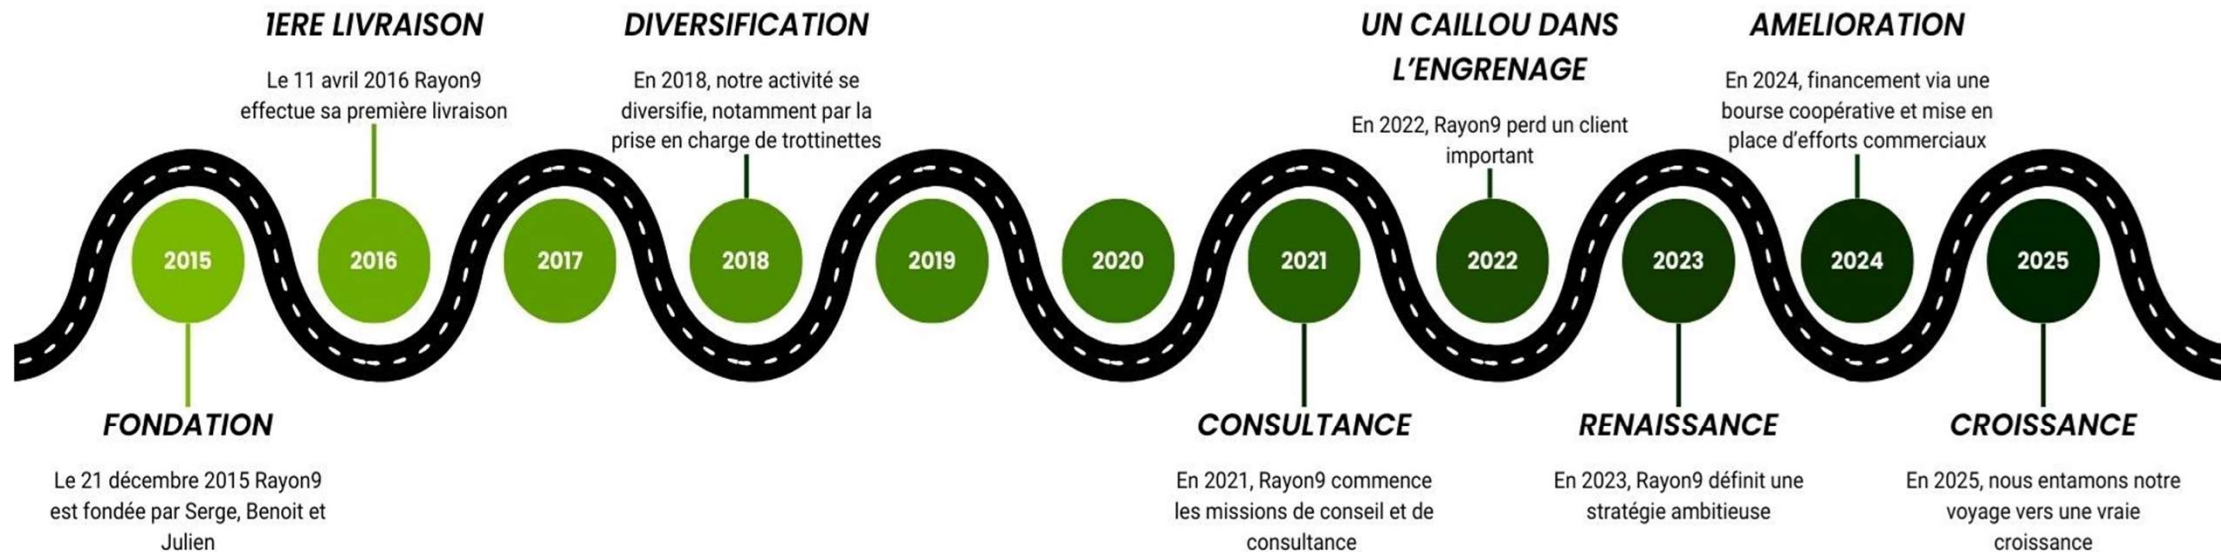 1ERE LIVRAISON
Le 11 avril 2016 Rayon9
effectue sa première livraison
DIVERSIFICATION
En 2018, notre activité se
diversifie, notamment par la
prise en charge de trottinettes
UN CAILLOU DANS
L’ENGRENAGE
En 2022, Rayon9 perd un client
important
AMELIORATION
En 2024, financement via une
bourse coopérative et mise en
place d’efforts commerciaux
2015
2016
2017
2018
2019
2020
2021
2022
2023
2024
2025
FONDATION
Le 21 décembre 2015 Rayon9
est fondée par Serge, Benoit et
Julien
CONSULTANCE
En 2021, Rayon9 commence
les missions de conseil et de
consultance
RENAISSANCE
En 2023, Rayon9 définit une
stratégie ambitieuse
CROISSANCE
En 2025, nous entamons notre
voyage vers une vraie
croissance